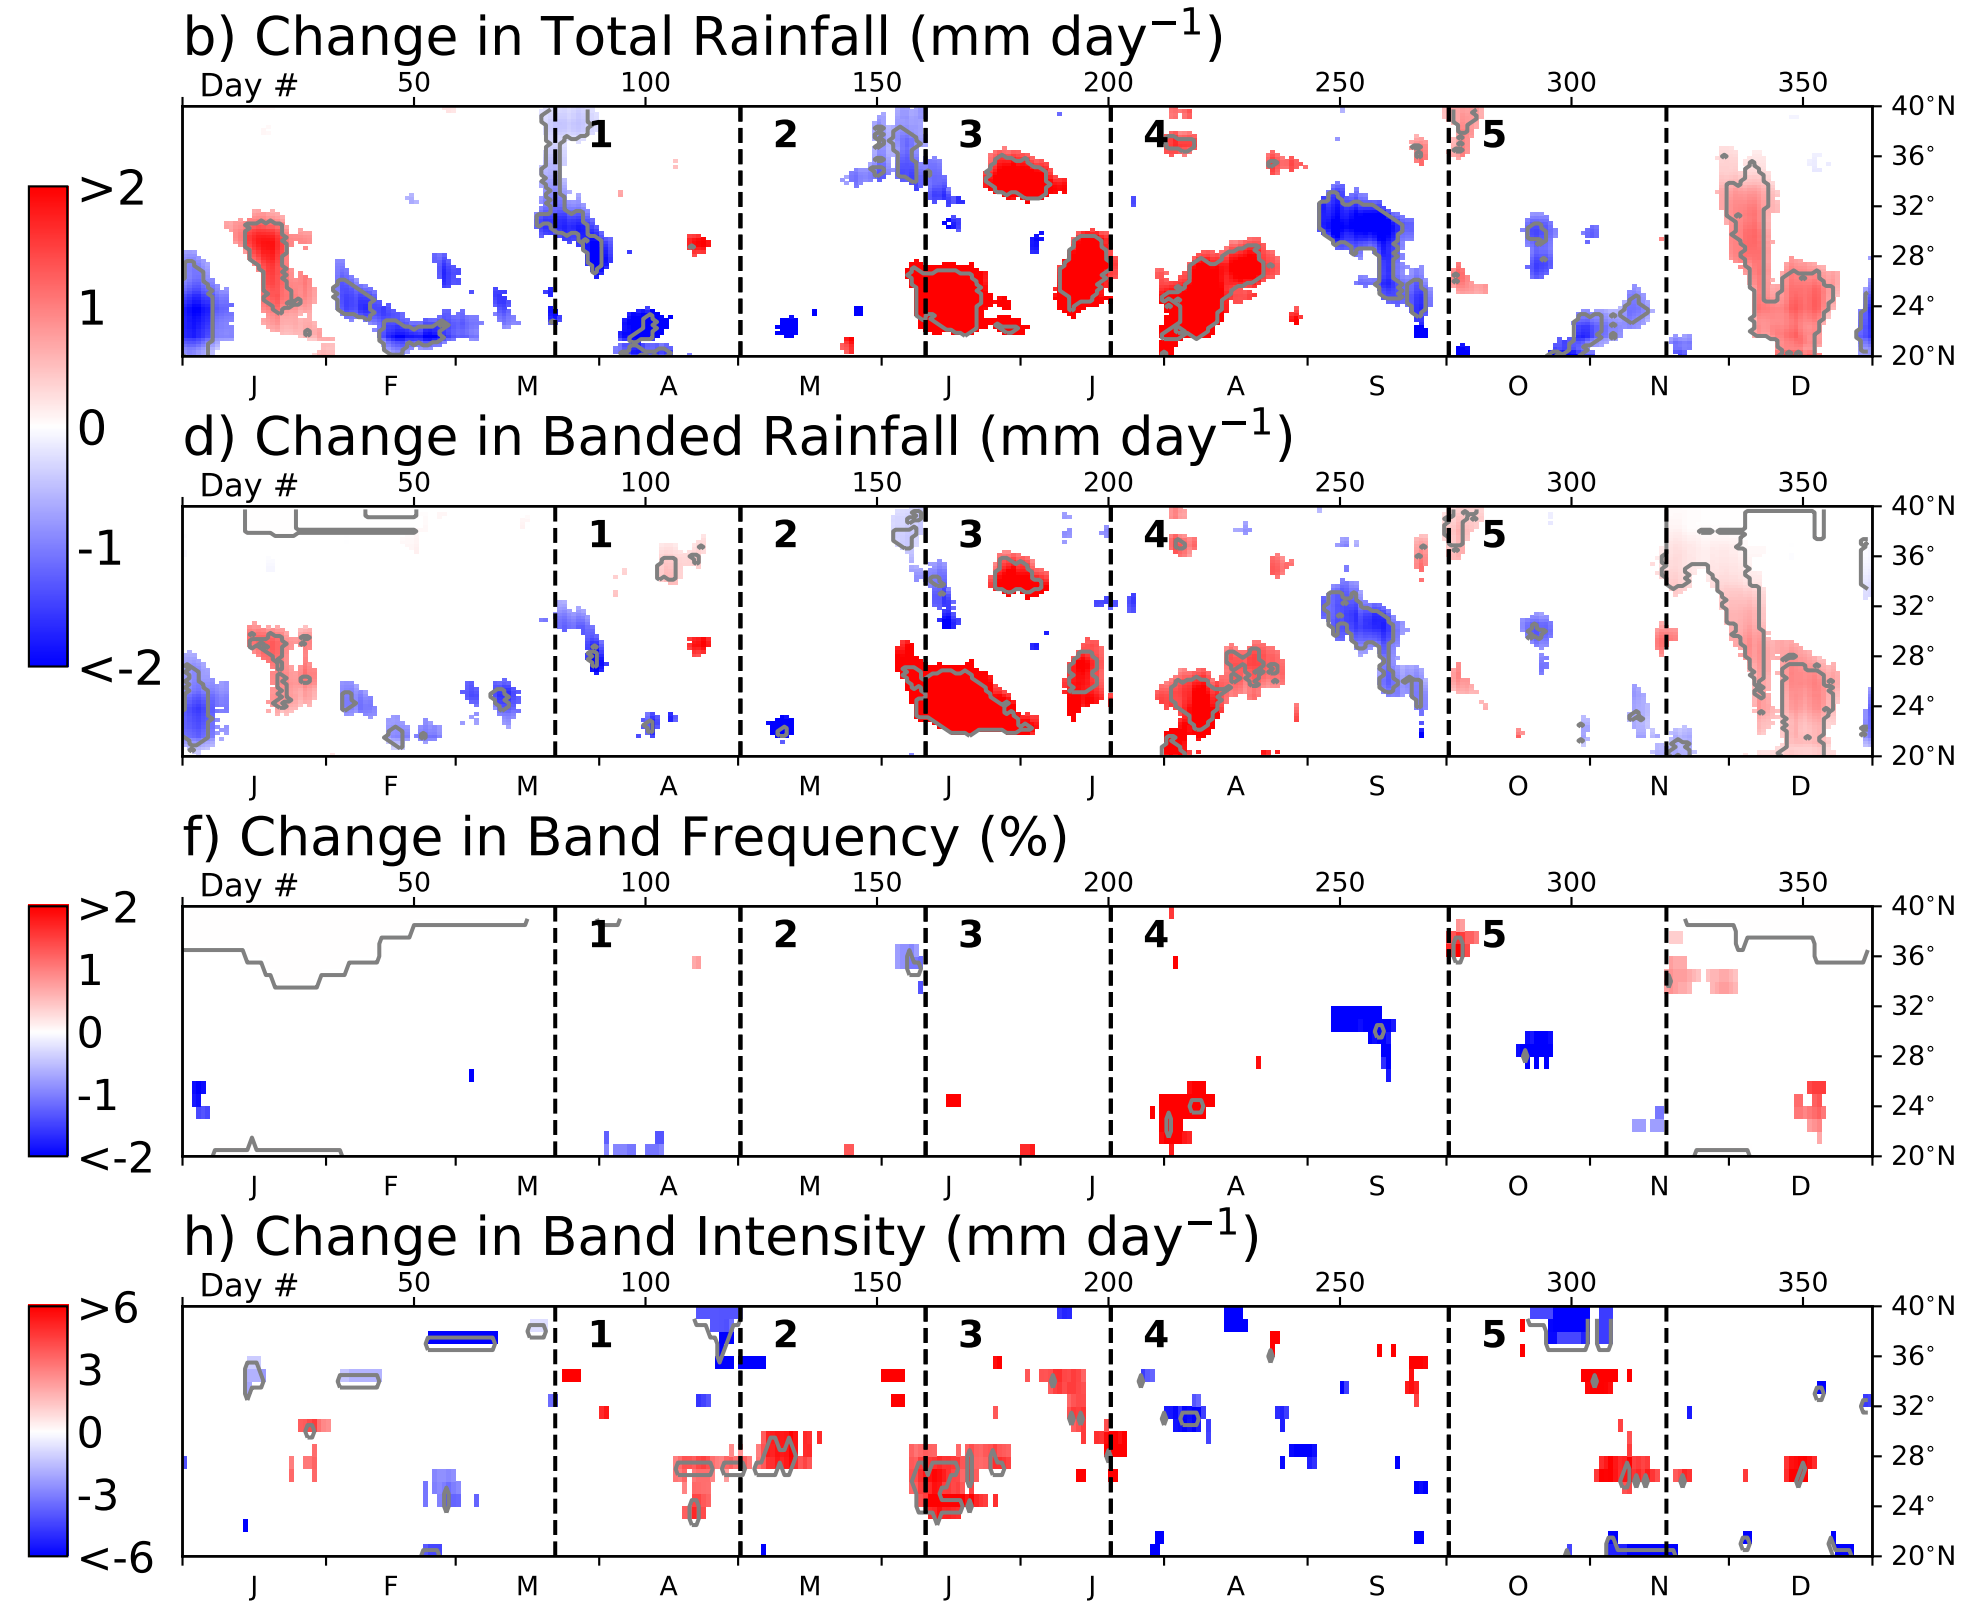 b) Change in Total Rainfall (mm day⁻¹)
Day # 50 100 150 200 250 300 350
1 2 3 4 5
40°N
36°
32°
28°
24°
20°N
>2
1
0
-1
<-2
J F M A M J J A S O N D
d) Change in Banded Rainfall (mm day⁻¹)
Day # 50 100 150 200 250 300 350
1 2 3 4 5
40°N
36°
32°
28°
24°
20°N
J F M A M J J A S O N D
f) Change in Band Frequency (%)
Day # 50 100 150 200 250 300 350
1 2 3 4 5
40°N
36°
32°
28°
24°
20°N
>2
1
0
-1
<-2
J F M A M J J A S O N D
h) Change in Band Intensity (mm day⁻¹)
Day # 50 100 150 200 250 300 350
1 2 3 4 5
40°N
36°
32°
28°
24°
20°N
>6
3
0
-3
<-6
J F M A M J J A S O N D